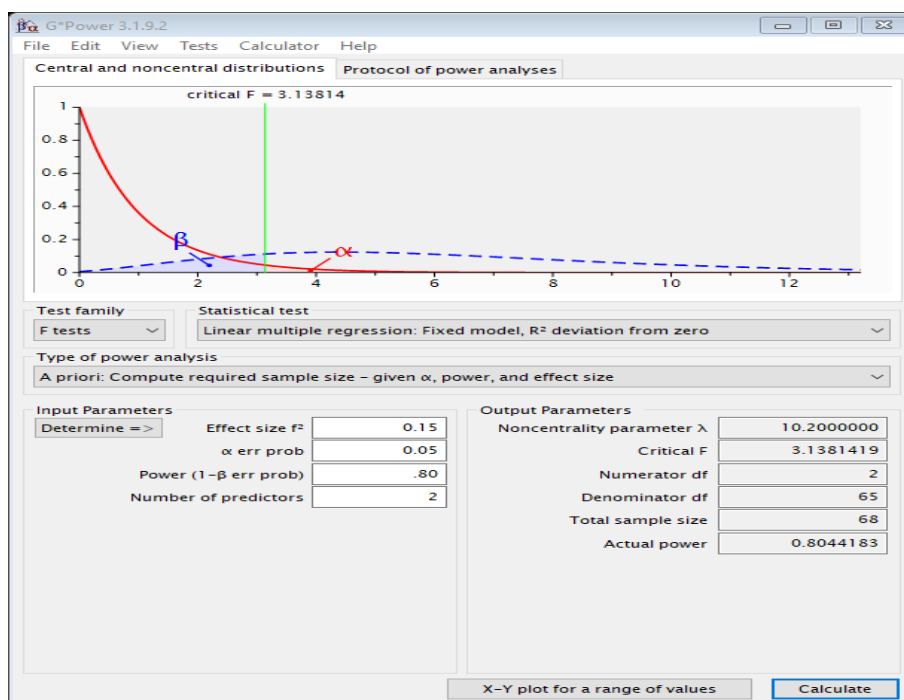 βα G*Power 3.1.9.2
File Edit View Tests Calculator Help
Central and noncentral distributions Protocol of power analyses
critical F = 3.13814
1
0.8
0.6
0.4
0.2
0
β
α
0 2 4 6 8 10 12
Test family Statistical test
F tests Linear multiple regression: Fixed model, R² deviation from zero
Type of power analysis
A priori: Compute required sample size – given α, power, and effect size
Input Parameters Output Parameters
Determine => Effect size f² 0.15 Noncentrality parameter λ 10.2000000
α err prob 0.05 Critical F 3.1381419
Power (1-β err prob) .80 Numerator df 2
Number of predictors 2 Denominator df 65
Total sample size 68
Actual power 0.8044183
X-Y plot for a range of values Calculate